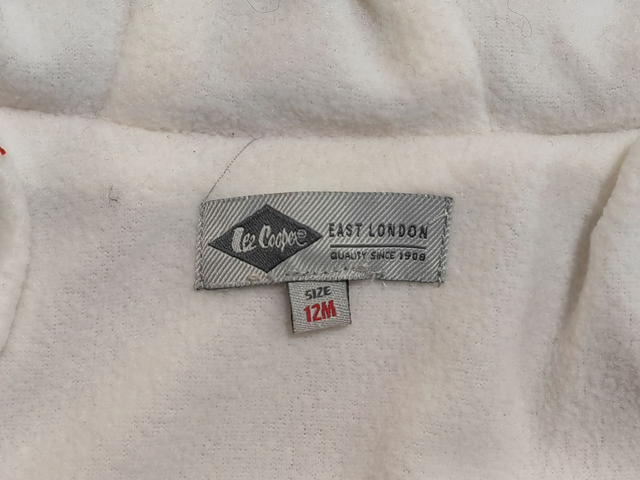 Lee Cooper
EAST LONDON
QUALITY SINCE 1908
SIZE
12M